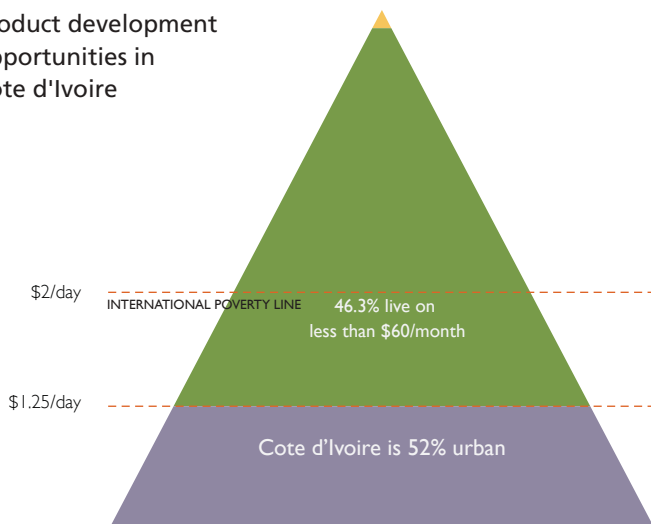 oduct development
portunities in
te d'Ivoire
$2/day
INTERNATIONAL POVERTY LINE
46.3% live on
less than $60/month
$1.25/day
Cote d’Ivoire is 52% urban